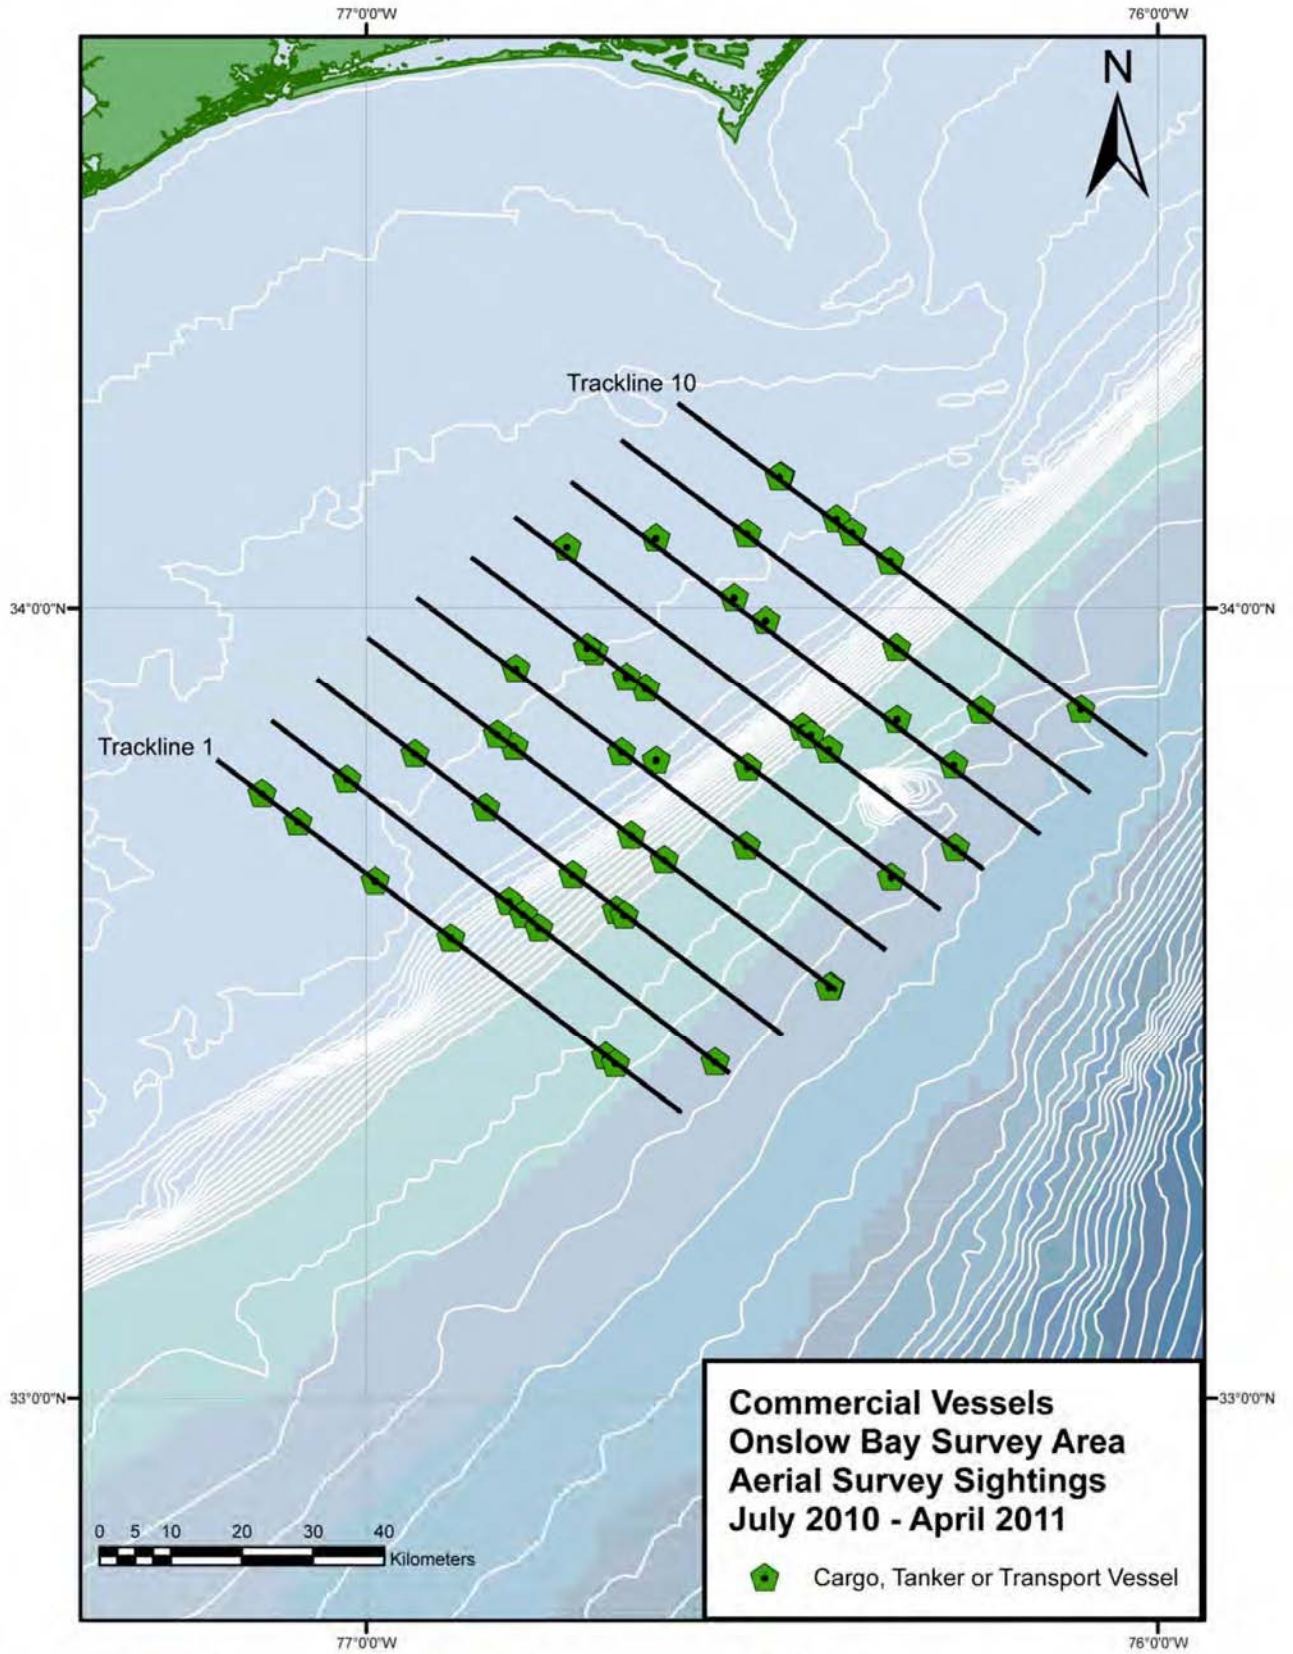 77°0'0"W
76°0'0"W
N
Trackline 10
34°0'0"N
34°0'0"N
Trackline 1
33°0'0"N
33°0'0"N
Commercial Vessels
Onslow Bay Survey Area
Aerial Survey Sightings
July 2010 - April 2011
Cargo, Tanker or Transport Vessel
0 5 10 20 30 40
Kilometers
77°0'0"W
76°0'0"W